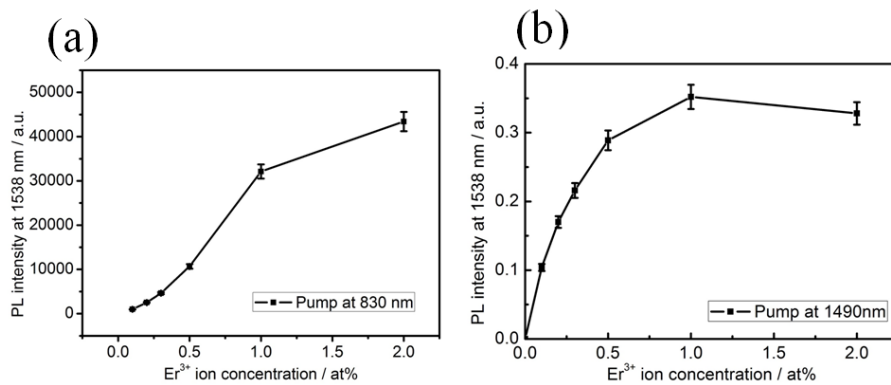 (a)
PL intensity at 1538 nm / a.u.
50000
40000
30000
20000
10000
0
0.0 0.5 1.0 1.5 2.0
Er³⁺ ion concentration / at%
Pump at 830 nm
(b)
PL intensity at 1538 nm / a.u.
0.4
0.3
0.2
0.1
0.0
0.0 0.5 1.0 1.5 2.0
Er³⁺ ion concentration / at%
Pump at 1490nm